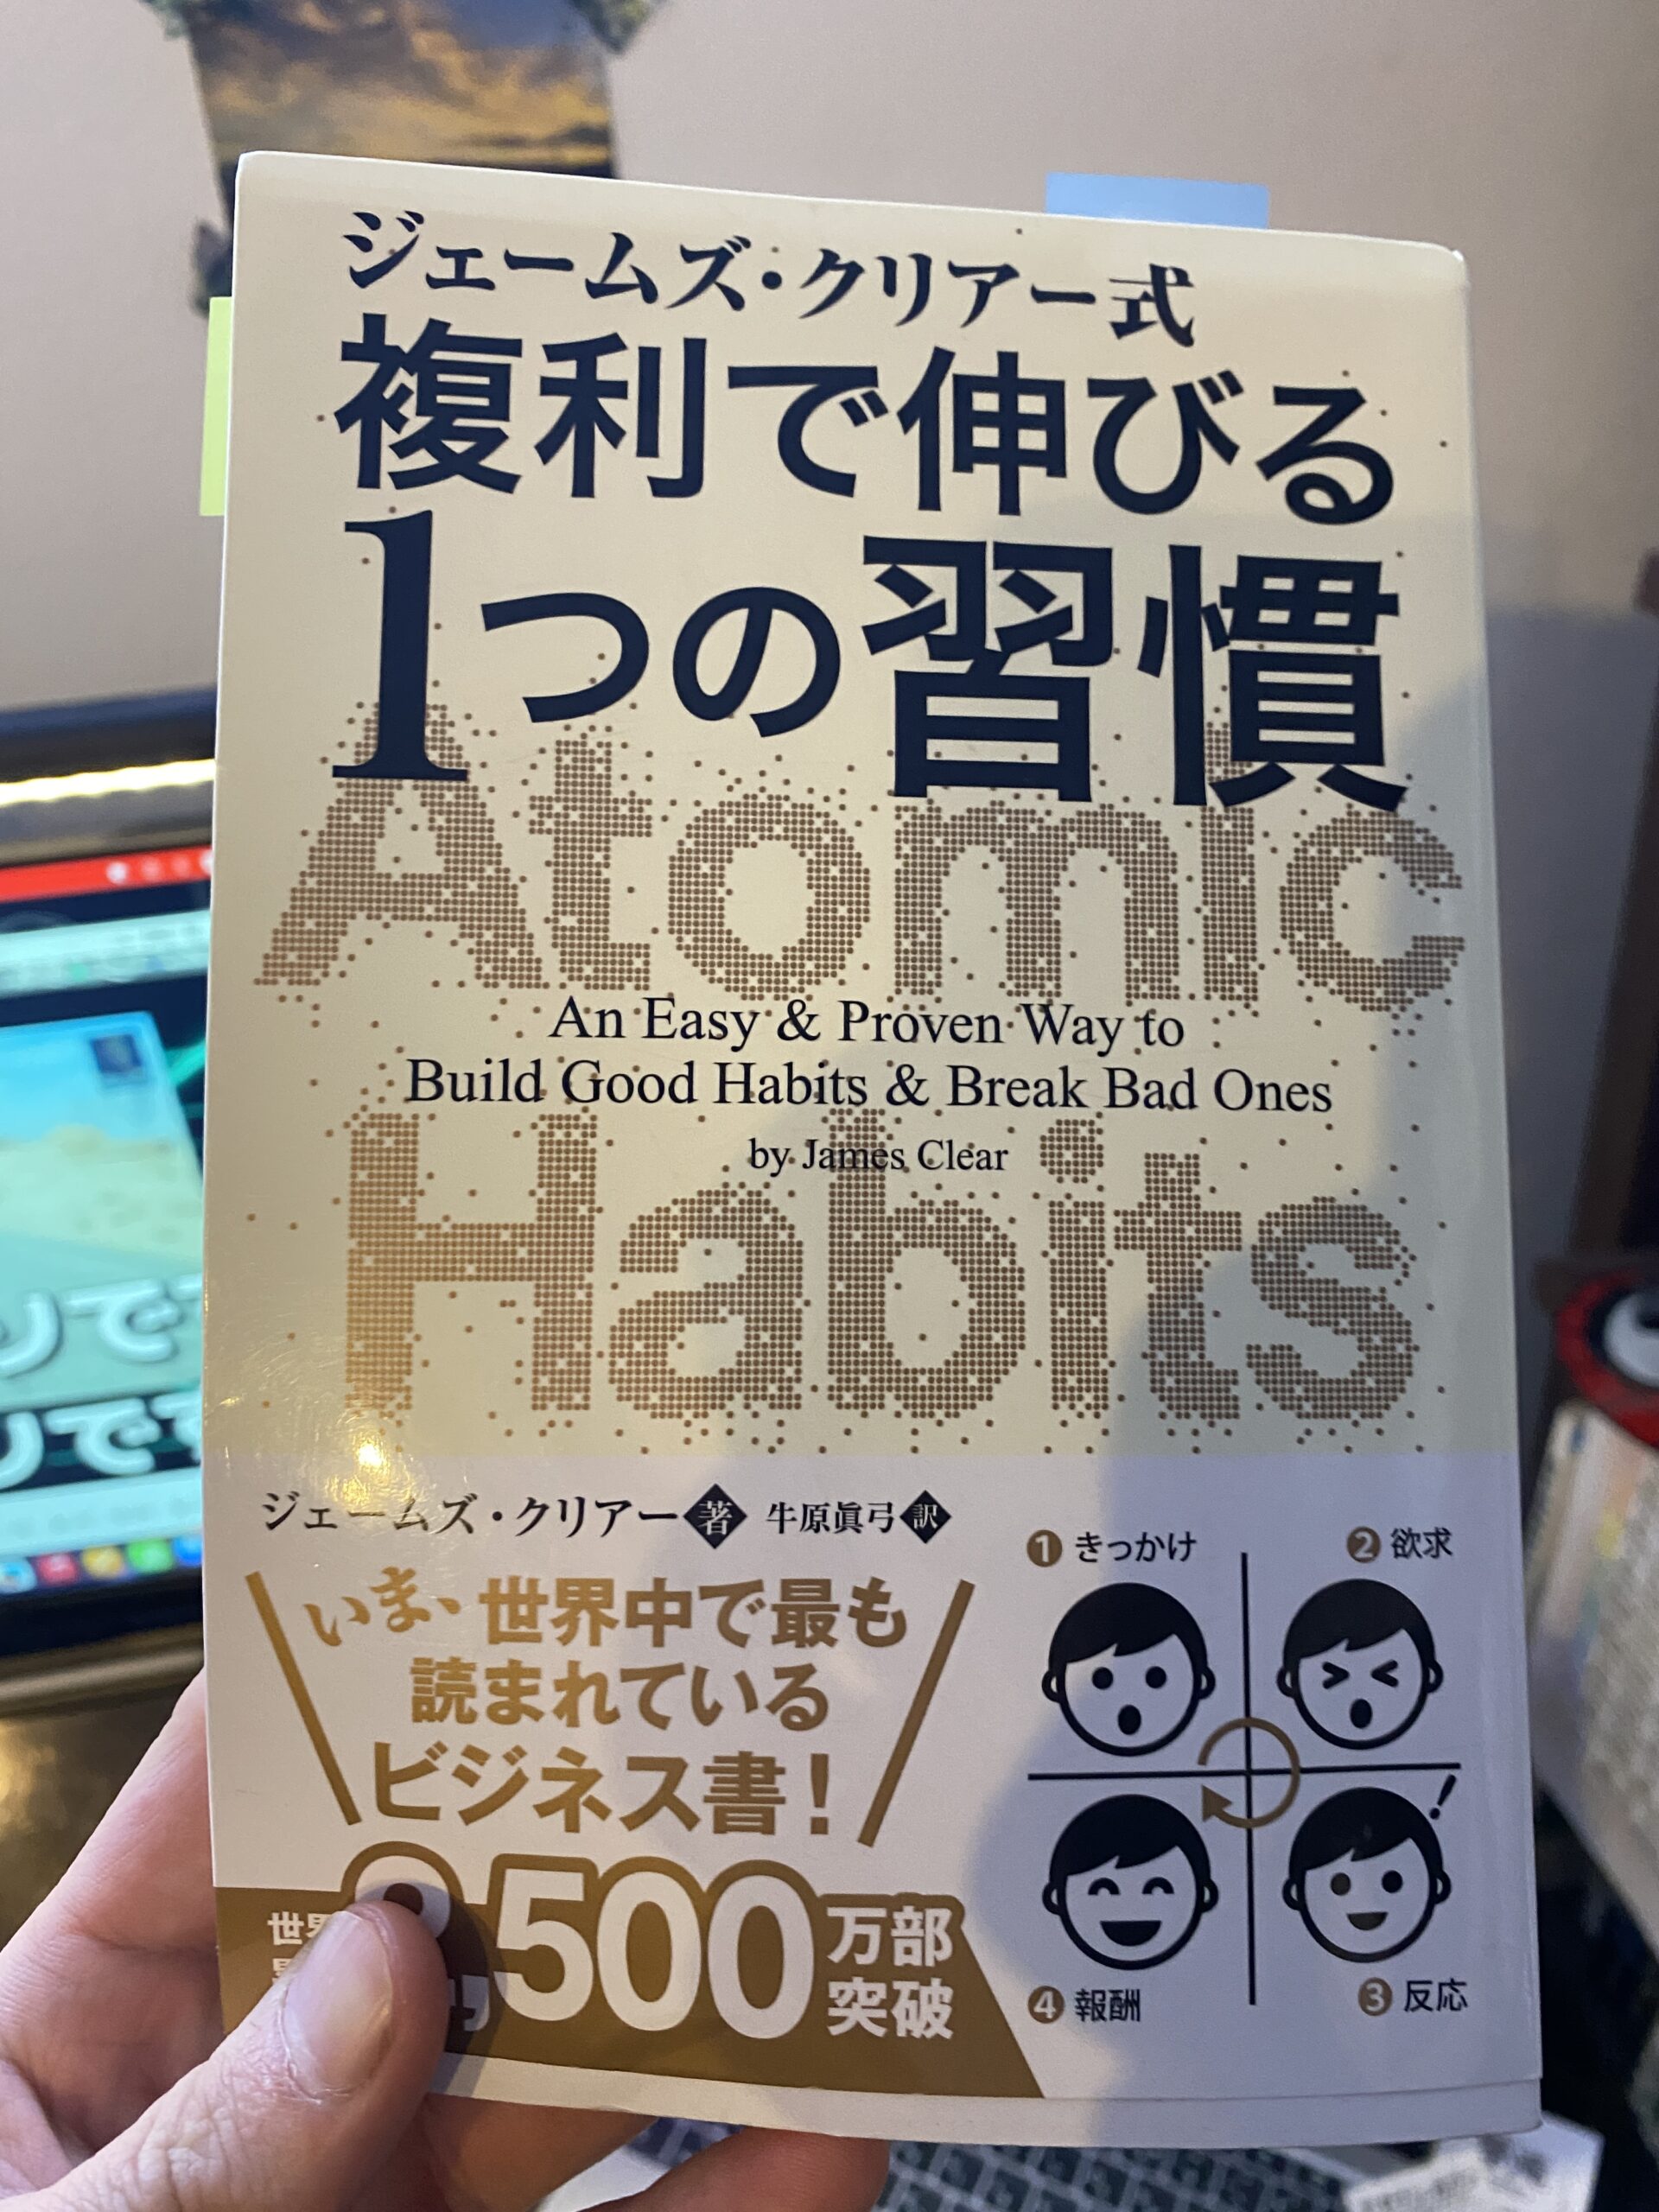 ジェームズ・クリアー式
複利で伸びる
1つの習慣
Atomic
An Easy & Proven Way to
Build Good Habits & Break Bad Ones
by James Clear
Habits
ジェームズ・クリアー 著 牛原眞弓 訳
いま、世界中で最も
読まれている
ビジネス書！
500
万部
突破
❶ きっかけ
❷ 欲求
❹ 報酬
❸ 反応